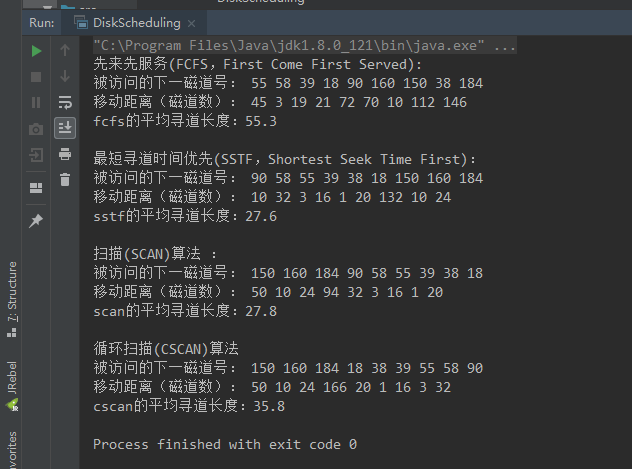 DiskScheduling
Run: DiskScheduling ×
"C:\Program Files\Java\jdk1.8.0_121\bin\java.exe" ...
先来先服务(FCFS，First Come First Served):
被访问的下一磁道号： 55 58 39 18 90 160 150 38 184
移动距离（磁道数）： 45 3 19 21 72 70 10 112 146
fcfs的平均寻道长度：55.3
最短寻道时间优先(SSTF，Shortest Seek Time First):
被访问的下一磁道号： 90 58 55 39 38 18 150 160 184
移动距离（磁道数）： 10 32 3 16 1 20 132 10 24
sstf的平均寻道长度：27.6
扫描(SCAN)算法 ：
被访问的下一磁道号： 150 160 184 90 58 55 39 38 18
移动距离（磁道数）： 50 10 24 94 32 3 16 1 20
scan的平均寻道长度：27.8
循环扫描(CSCAN)算法
被访问的下一磁道号： 150 160 184 18 38 39 55 58 90
移动距离（磁道数）： 50 10 24 166 20 1 16 3 32
cscan的平均寻道长度：35.8
Process finished with exit code 0
7: Structure
JRebel